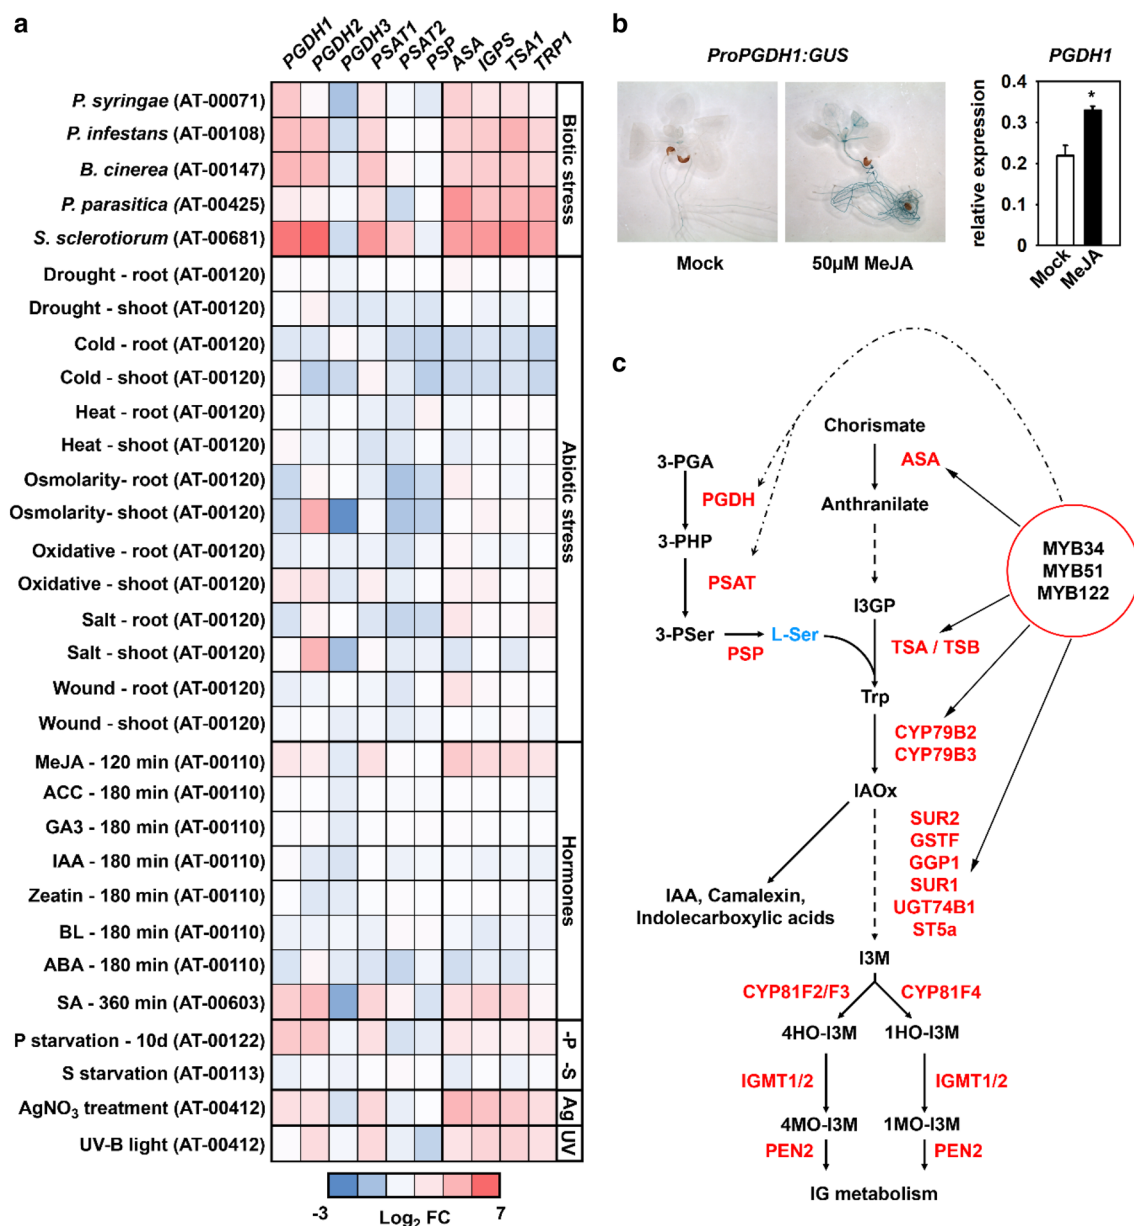 a
PGDH1 PGDH2 PGDH3 PSAT1 PSAT2 PSP ASA IGPS TSA1 TRP1
P. syringae (AT-00071)
P. infestans (AT-00108)
B. cinerea (AT-00147)
P. parasitica (AT-00425)
S. sclerotiorum (AT-00681)
Biotic stress
Drought - root (AT-00120)
Drought - shoot (AT-00120)
Cold - root (AT-00120)
Cold - shoot (AT-00120)
Heat - root (AT-00120)
Heat - shoot (AT-00120)
Osmolarity- root (AT-00120)
Osmolarity- shoot (AT-00120)
Oxidative - root (AT-00120)
Oxidative - shoot (AT-00120)
Salt - root (AT-00120)
Salt - shoot (AT-00120)
Wound - root (AT-00120)
Wound - shoot (AT-00120)
Abiotic stress
MeJA - 120 min (AT-00110)
ACC - 180 min (AT-00110)
GA3 - 180 min (AT-00110)
IAA - 180 min (AT-00110)
Zeatin - 180 min (AT-00110)
BL - 180 min (AT-00110)
ABA - 180 min (AT-00110)
SA - 360 min (AT-00603)
Hormones
P starvation - 10d (AT-00122)
-P
S starvation (AT-00113)
-S
AgNO3 treatment (AT-00412)
Ag
UV-B light (AT-00412)
UV
-3 Log2 FC 7
b
ProPGDH1:GUS
Mock
50µM MeJA
PGDH1
relative expression
0.4
0.3
0.2
0.1
0
*
Mock
MeJA
c
Chorismate
3-PGA
ASA
PGDH
Anthranilate
3-PHP
MYB34
MYB51
MYB122
PSAT
I3GP
3-PSer
L-Ser
PSP
TSA / TSB
Trp
CYP79B2
CYP79B3
IAOx
SUR2
GSTF
GGP1
SUR1
UGT74B1
ST5a
IAA, Camalexin,
Indolecarboxylic acids
I3M
CYP81F2/F3
CYP81F4
4HO-I3M
1HO-I3M
IGMT1/2
IGMT1/2
4MO-I3M
1MO-I3M
PEN2
PEN2
IG metabolism